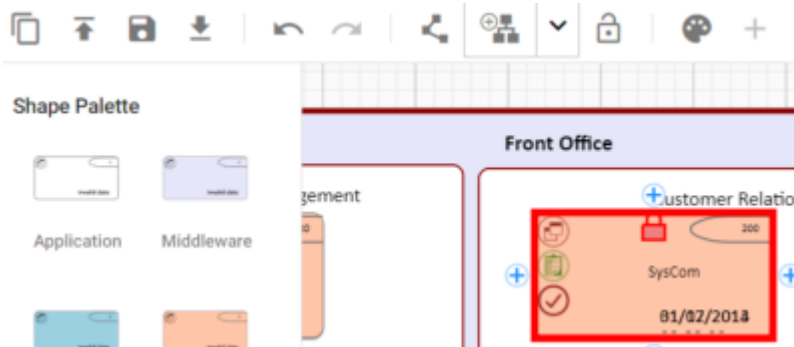 Shape Palette
Front Office
gement
ustomer Relatio
Application
Middleware
200
SysCom